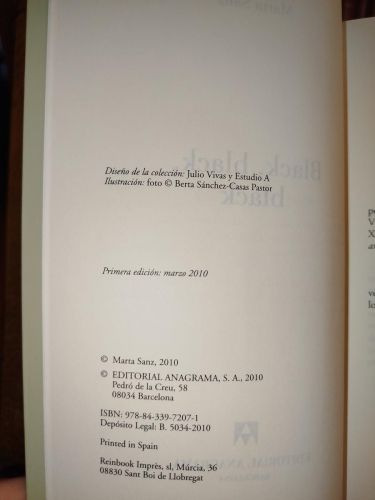 Diseño de la colección: Julio Vivas y Estudio A
Ilustración: foto © Berta Sánchez-Casas Pastor
Primera edición: marzo 2010
© Marta Sanz, 2010
© EDITORIAL ANAGRAMA, S. A., 2010
Pedró de la Creu, 58
08034 Barcelona
ISBN: 978-84-339-7207-1
Depósito Legal: B. 5034-2010
Printed in Spain
Reinbook Imprès, sl, Múrcia, 36
08830 Sant Boi de Llobregat